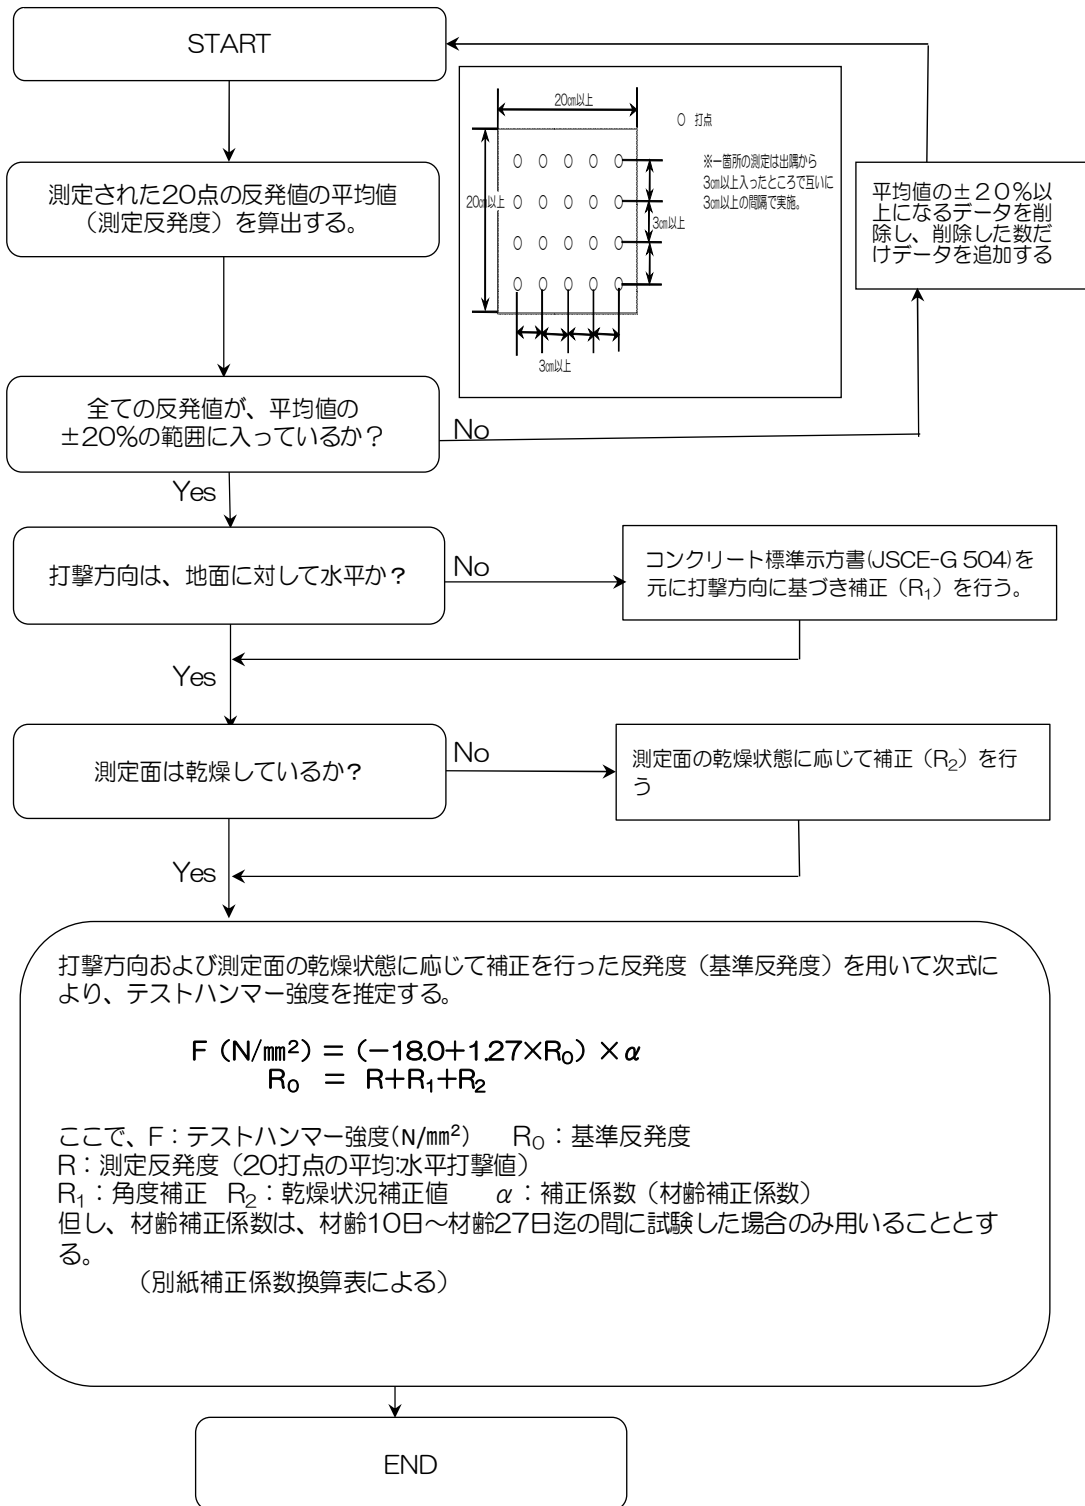 START
20㎝以上
○ 打点
※一箇所の測定は出隅から
3㎝以上入ったところで互いに
3㎝以上の間隔で実施。
20㎝以上
3㎝以上
3㎝以上
測定された20点の反発値の平均値
（測定反発度）を算出する。
平均値の±２０％以
上になるデータを削
除し、削除した数だ
けデータを追加する
全ての反発値が、平均値の
±20％の範囲に入っているか？
No
Yes
打撃方向は、地面に対して水平か？
No
コンクリート標準示方書(JSCE-G 504)を
元に打撃方向に基づき補正（R₁）を行う。
Yes
測定面は乾燥しているか？
No
測定面の乾燥状態に応じて補正（R₂）を行
う
Yes
打撃方向および測定面の乾燥状態に応じて補正を行った反発度（基準反発度）を用いて次式に
より、テストハンマー強度を推定する。
F（N/㎜²）＝（−18.0+1.27×R₀）×α
R₀ ＝ R+R₁+R₂
ここで、F：テストハンマー強度(N/㎜²) R₀：基準反発度
R：測定反発度（20打点の平均:水平打撃値）
R₁：角度補正 R₂：乾燥状況補正値 α：補正係数（材齢補正係数）
但し、材齢補正係数は、材齢10日～材齢27日迄の間に試験した場合のみ用いることとす
る。
（別紙補正係数換算表による）
END